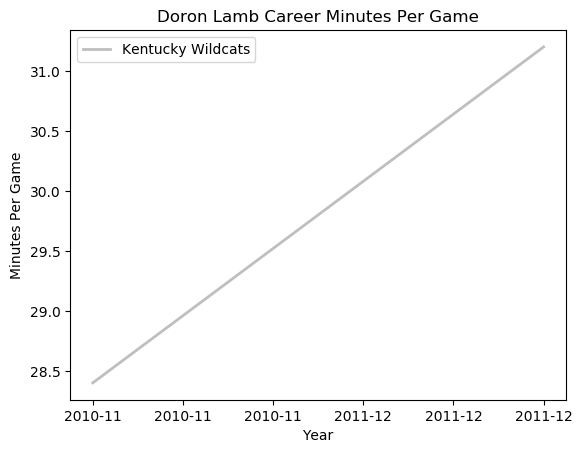 Doron Lamb Career Minutes Per Game
Kentucky Wildcats
31.0
30.5
30.0
29.5
29.0
28.5
Minutes Per Game
2010-11 2010-11 2010-11 2011-12 2011-12 2011-12
Year